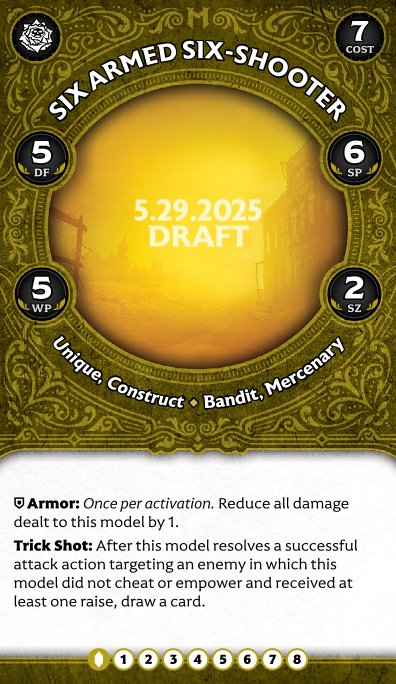 SIX ARMED SIX-SHOOTER
7
COST
5
DF
6
SP
5.29.2025
DRAFT
5
WP
2
SZ
Unique, Construct ◆ Bandit, Mercenary
Armor: Once per activation. Reduce all damage
dealt to this model by 1.
Trick Shot: After this model resolves a successful
attack action targeting an enemy in which this
model did not cheat or empower and received at
least one raise, draw a card.
1 2 3 4 5 6 7 8